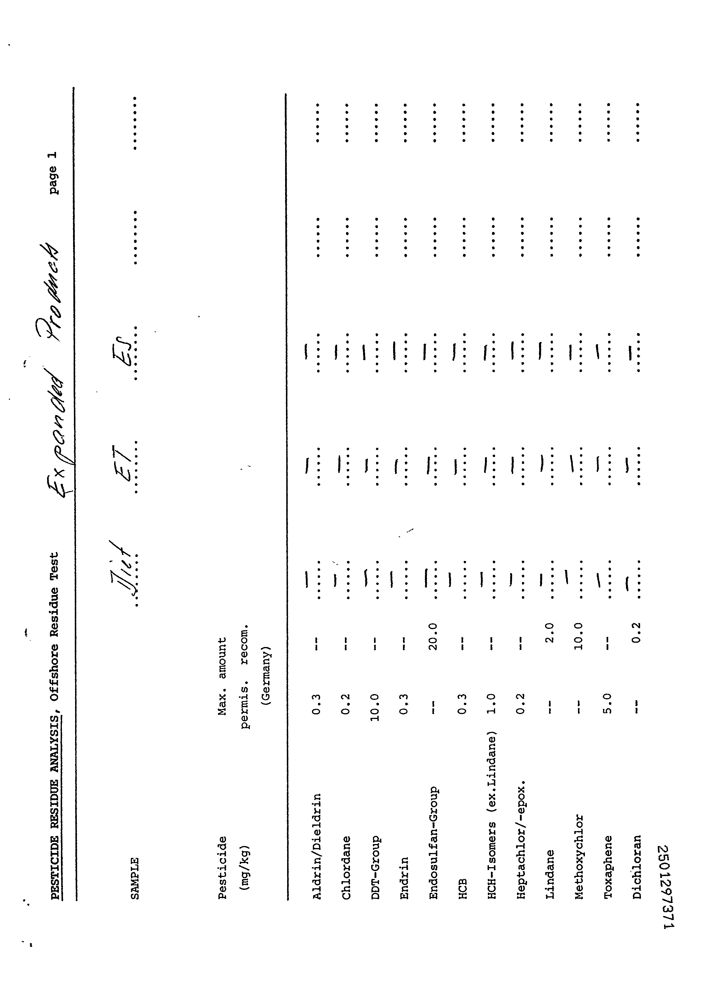 PESTICIDE RESIDUE ANALYSIS, Offshore Residue Test Expanded Products page 1
SAMPLE Diet ET ES ........ ........
Pesticide Max. amount
(mg/kg) permis. recom.
(Germany)
Aldrin/Dieldrin 0.3 -- — — — ...... ......
Chlordane 0.2 -- — — — ...... ......
DDT-Group 10.0 -- — — — ...... ......
Endrin 0.3 -- — — — ...... ......
Endosulfan-Group -- 20.0 — — — ...... ......
HCB 0.3 -- — — — ...... ......
HCH-Isomers (ex.Lindane) 1.0 -- — — — ...... ......
Heptachlor/-epox. 0.2 -- — — — ...... ......
Lindane -- 2.0 — — — ...... ......
Methoxychlor -- 10.0 — — — ...... ......
Toxaphene 5.0 -- — — — ...... ......
Dichloran -- 0.2 — — — ...... ......
2501297371